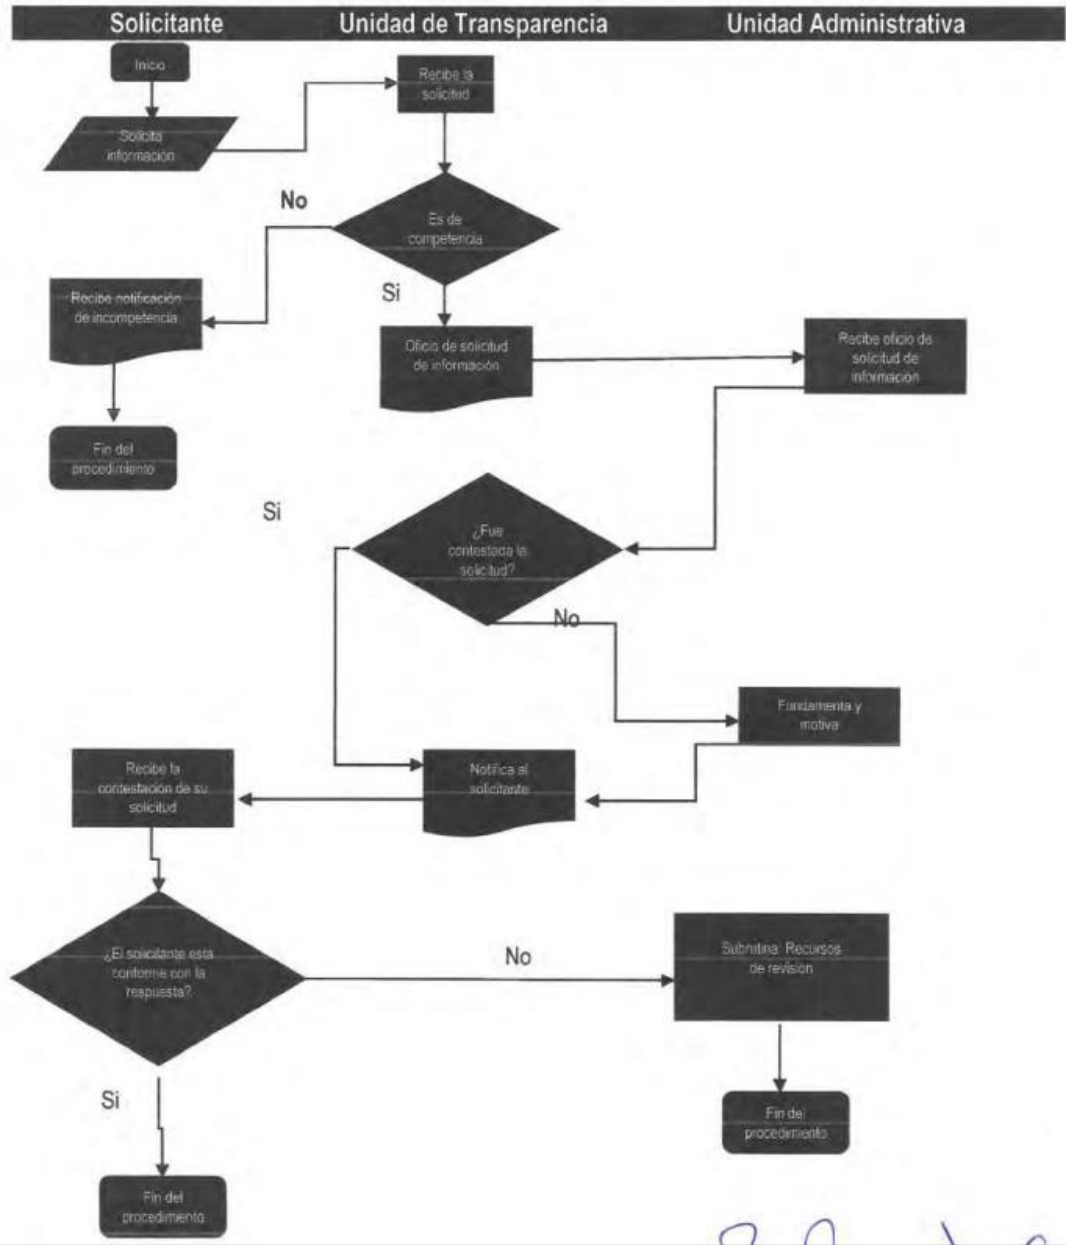 Solicitante Unidad de Transparencia Unidad Administrativa
Inicio
Solicita
información
Recibe la
solicitud
No
Es de
competencia
Si
Recibe notificación
de incompetencia
Oficio de solicitud
de información
Recibe oficio de
solicitud de
información
Fin del
procedimiento
Si
¿Fue
contestada la
solicitud?
No
Fundamenta y
motiva
Recibe la
contestación de su
solicitud
Notifica al
solicitante
¿El solicitante está
conforme con la
respuesta?
No
Subrutina: Recursos
de revisión
Si
Fin del
procedimiento
Fin del
procedimiento